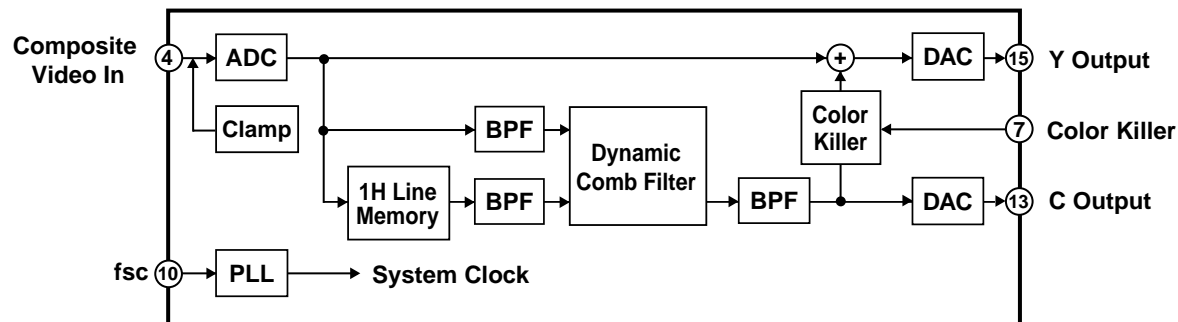 Composite
Video In
4
ADC
+
DAC
15
Y Output
Clamp
BPF
Dynamic
Comb Filter
Color
Killer
7
Color Killer
1H Line
Memory
BPF
BPF
DAC
13
C Output
fsc
10
PLL
System Clock